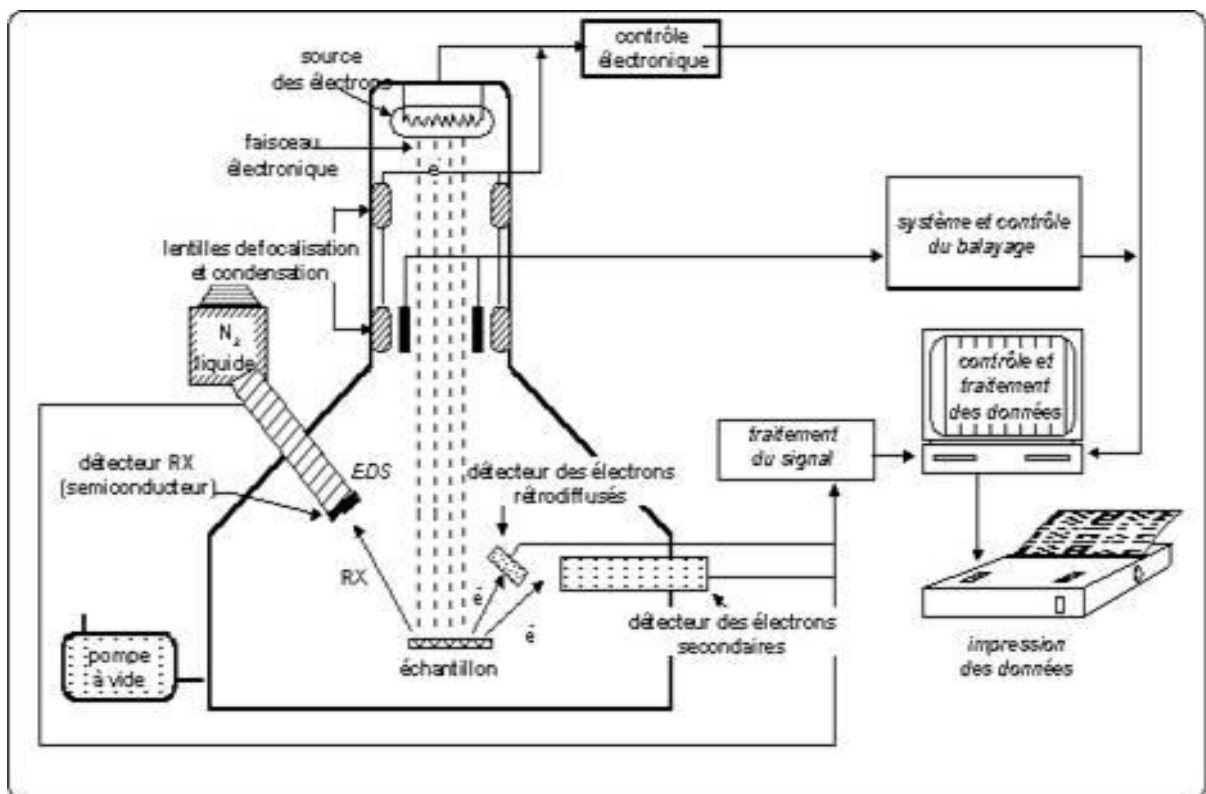 contrôle
électronique
source
des électrons
faisceau
électronique
e⁻
lentilles defocalisation
et condensation
système et contrôle
du balayage
N₂
liquide
contrôle et
traitement
des données
traitement
du signal
détecteur RX
(semiconducteur)
EDS
détecteur des électrons
rétrodiffusés
RX
e⁻
e⁻
détecteur des électrons
secondaires
échantillon
pompe
à vide
impression
des données